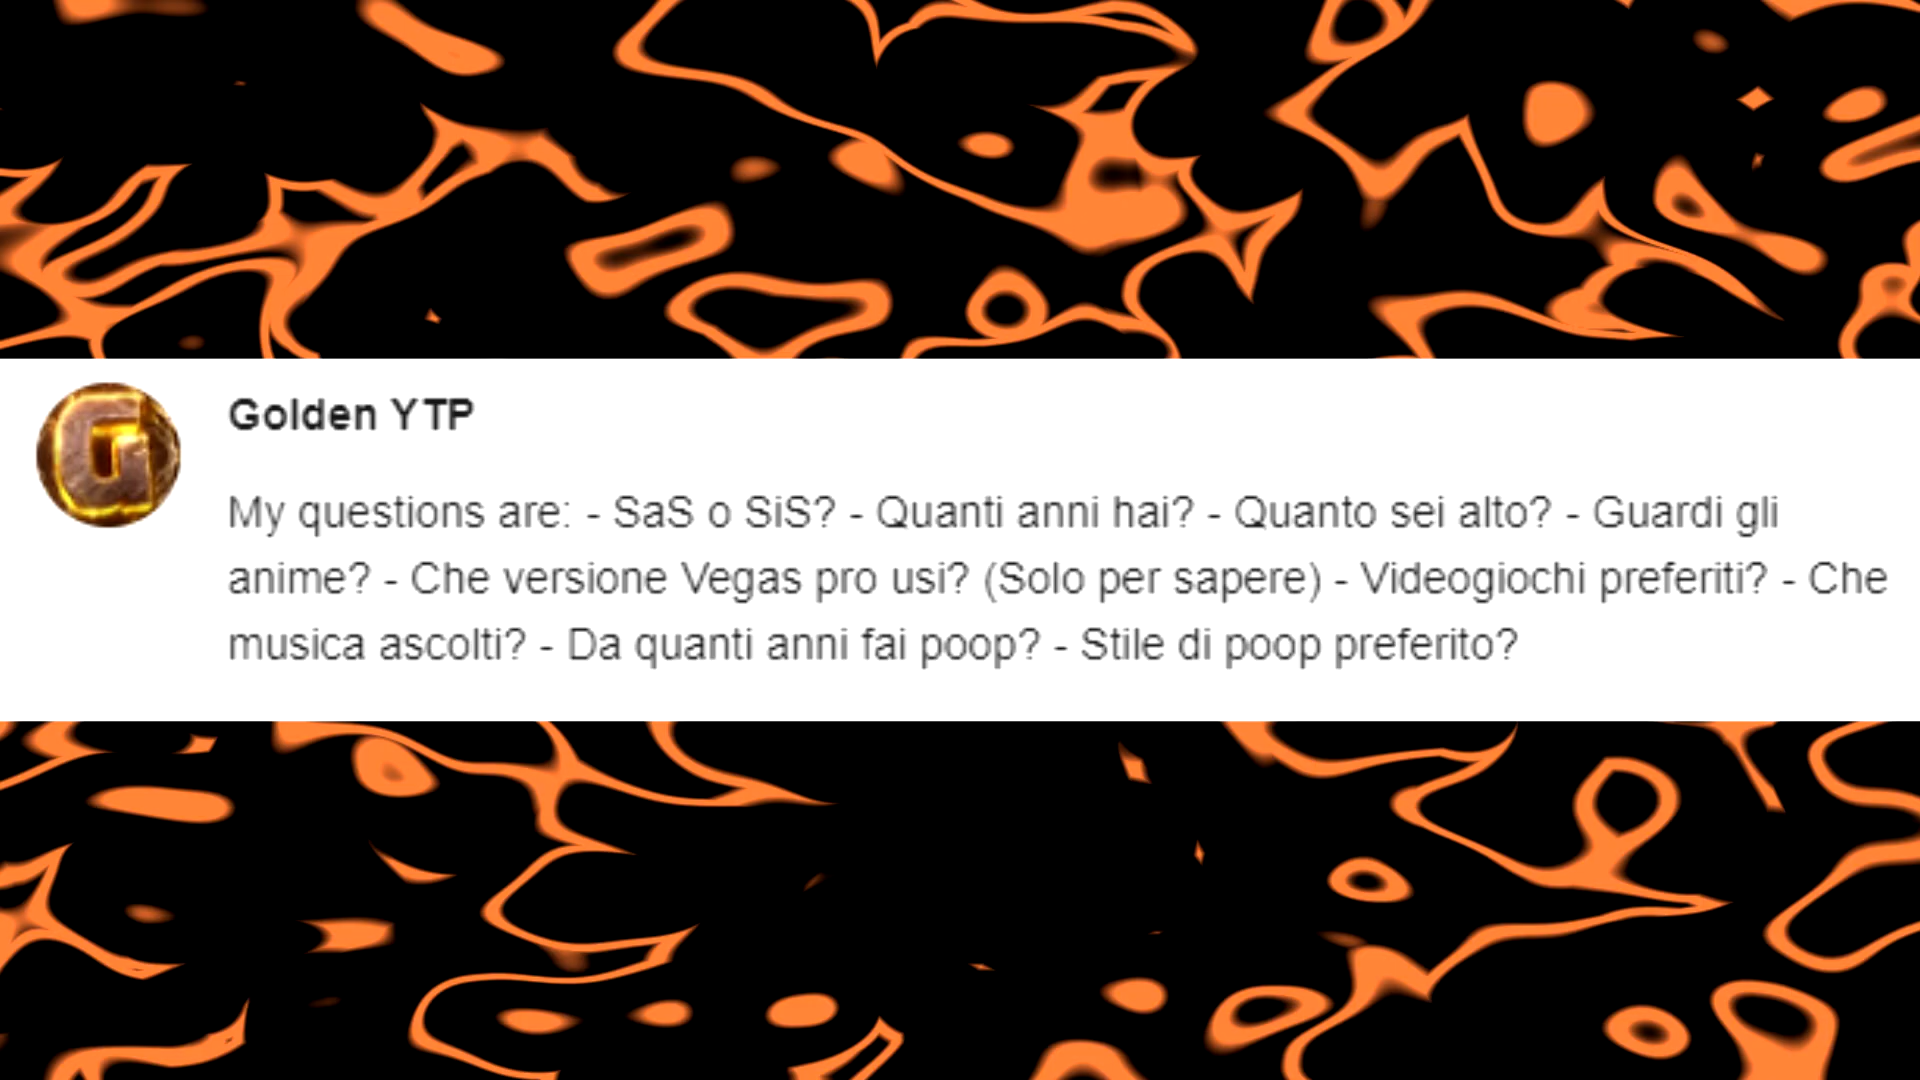 Golden YTP
My questions are: - SaS o SiS? - Quanti anni hai? - Quanto sei alto? - Guardi gli
anime? - Che versione Vegas pro usi? (Solo per sapere) - Videogiochi preferiti? - Che
musica ascolti? - Da quanti anni fai poop? - Stile di poop preferito?